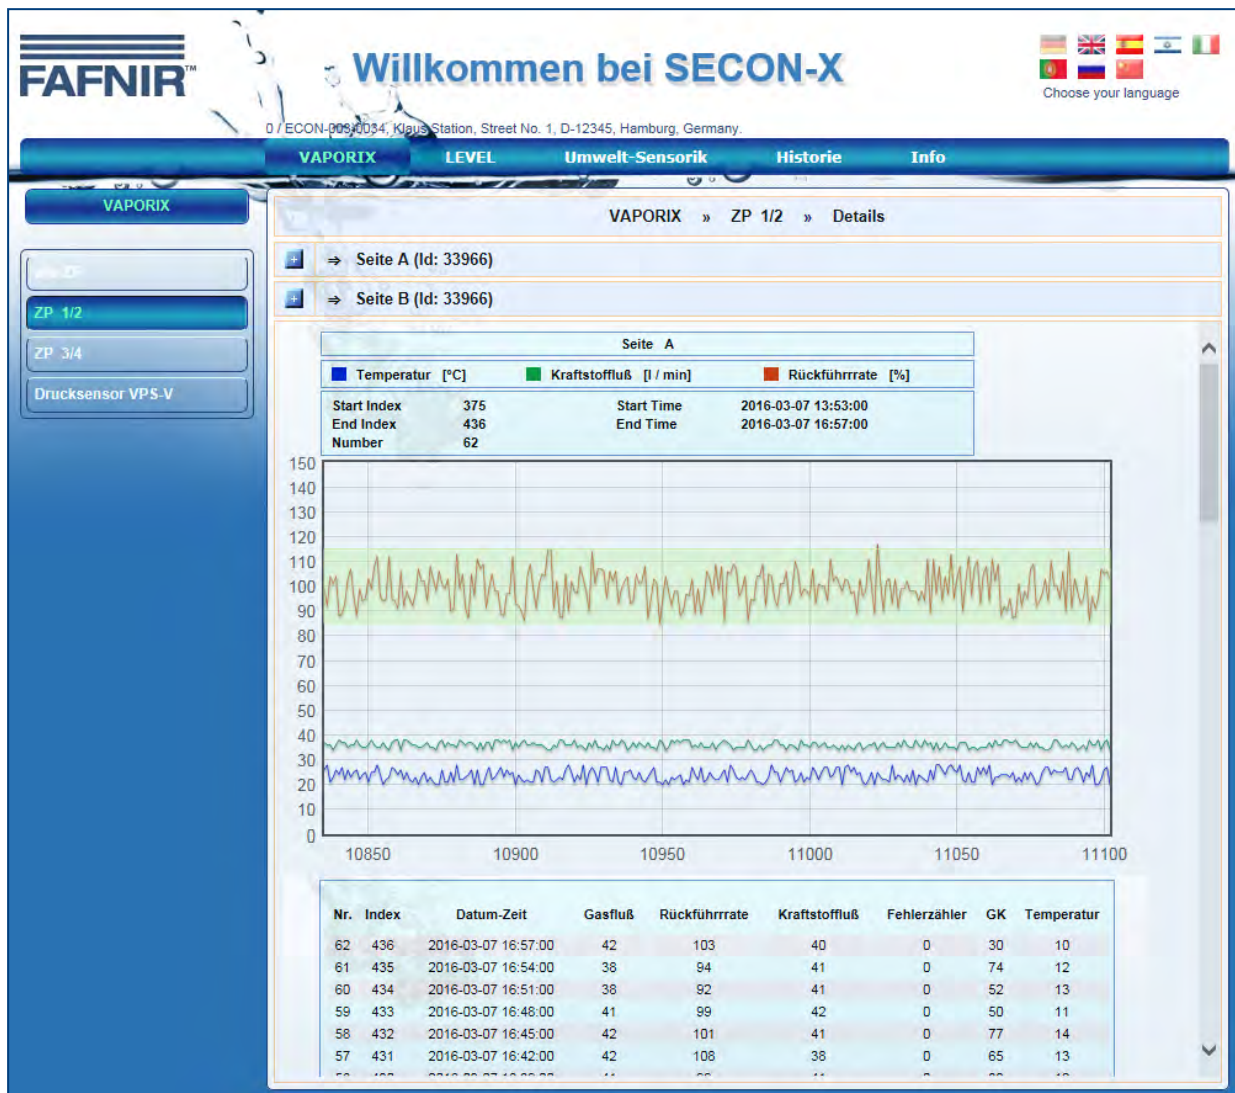 FAFNIR™
Willkommen bei SECON-X
Choose your language
0 / ECON-003/0034, Klaus Station, Street No. 1, D-12345, Hamburg, Germany.
VAPORIX LEVEL Umwelt-Sensorik Historie Info
VAPORIX
ZP 1/2
ZP 3/4
Drucksensor VPS-V
VAPORIX » ZP 1/2 » Details
+ ⇒ Seite A (Id: 33966)
+ ⇒ Seite B (Id: 33966)
Seite A
Temperatur [°C] Kraftstofffluß [l / min] Rückführrrate [%]
Start Index 375 Start Time 2016-03-07 13:53:00
End Index 436 End Time 2016-03-07 16:57:00
Number 62
150
140
130
120
110
100
90
80
70
60
50
40
30
20
10
0
10850 10900 10950 11000 11050 11100
Nr. Index Datum-Zeit Gasfluß Rückführrrate Kraftstoffluß Fehlerzähler GK Temperatur
62 436 2016-03-07 16:57:00 42 103 40 0 30 10
61 435 2016-03-07 16:54:00 38 94 41 0 74 12
60 434 2016-03-07 16:51:00 38 92 41 0 52 13
59 433 2016-03-07 16:48:00 41 99 42 0 50 11
58 432 2016-03-07 16:45:00 42 101 41 0 77 14
57 431 2016-03-07 16:42:00 42 108 38 0 65 13